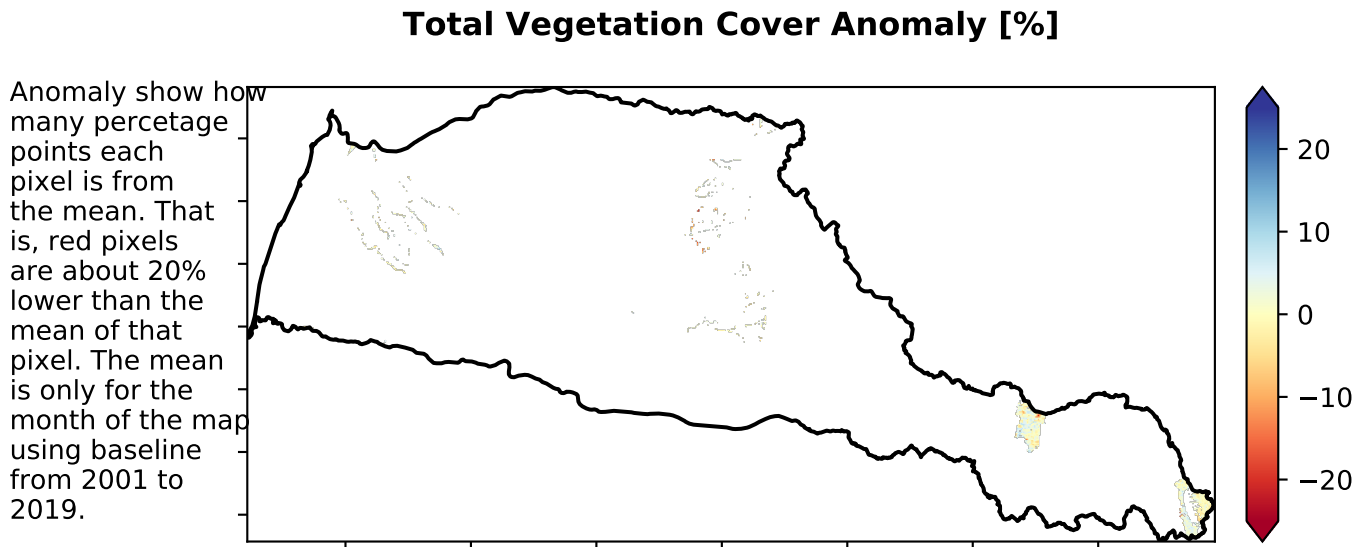 Total Vegetation Cover Anomaly [%]
Anomaly show how
many percetage
points each
pixel is from
the mean. That
is, red pixels
are about 20%
lower than the
mean of that
pixel. The mean
is only for the
month of the map
using baseline
from 2001 to
2019.
20
10
0
−10
−20